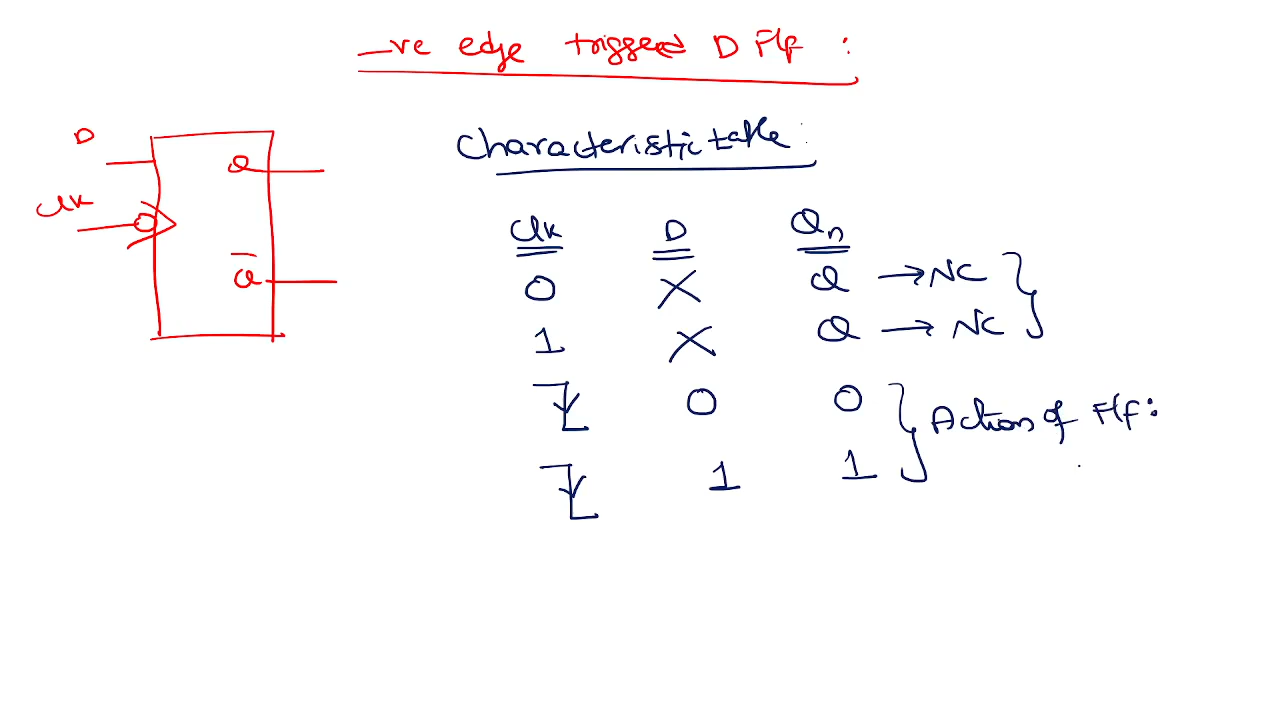 -ve edge triggered D F/f :
Characteristic table :
D
Clk
Q
Q̅
Clk D Qn
0 X Q → NC
1 X Q → NC
0 0
1 1
Action of F/f :